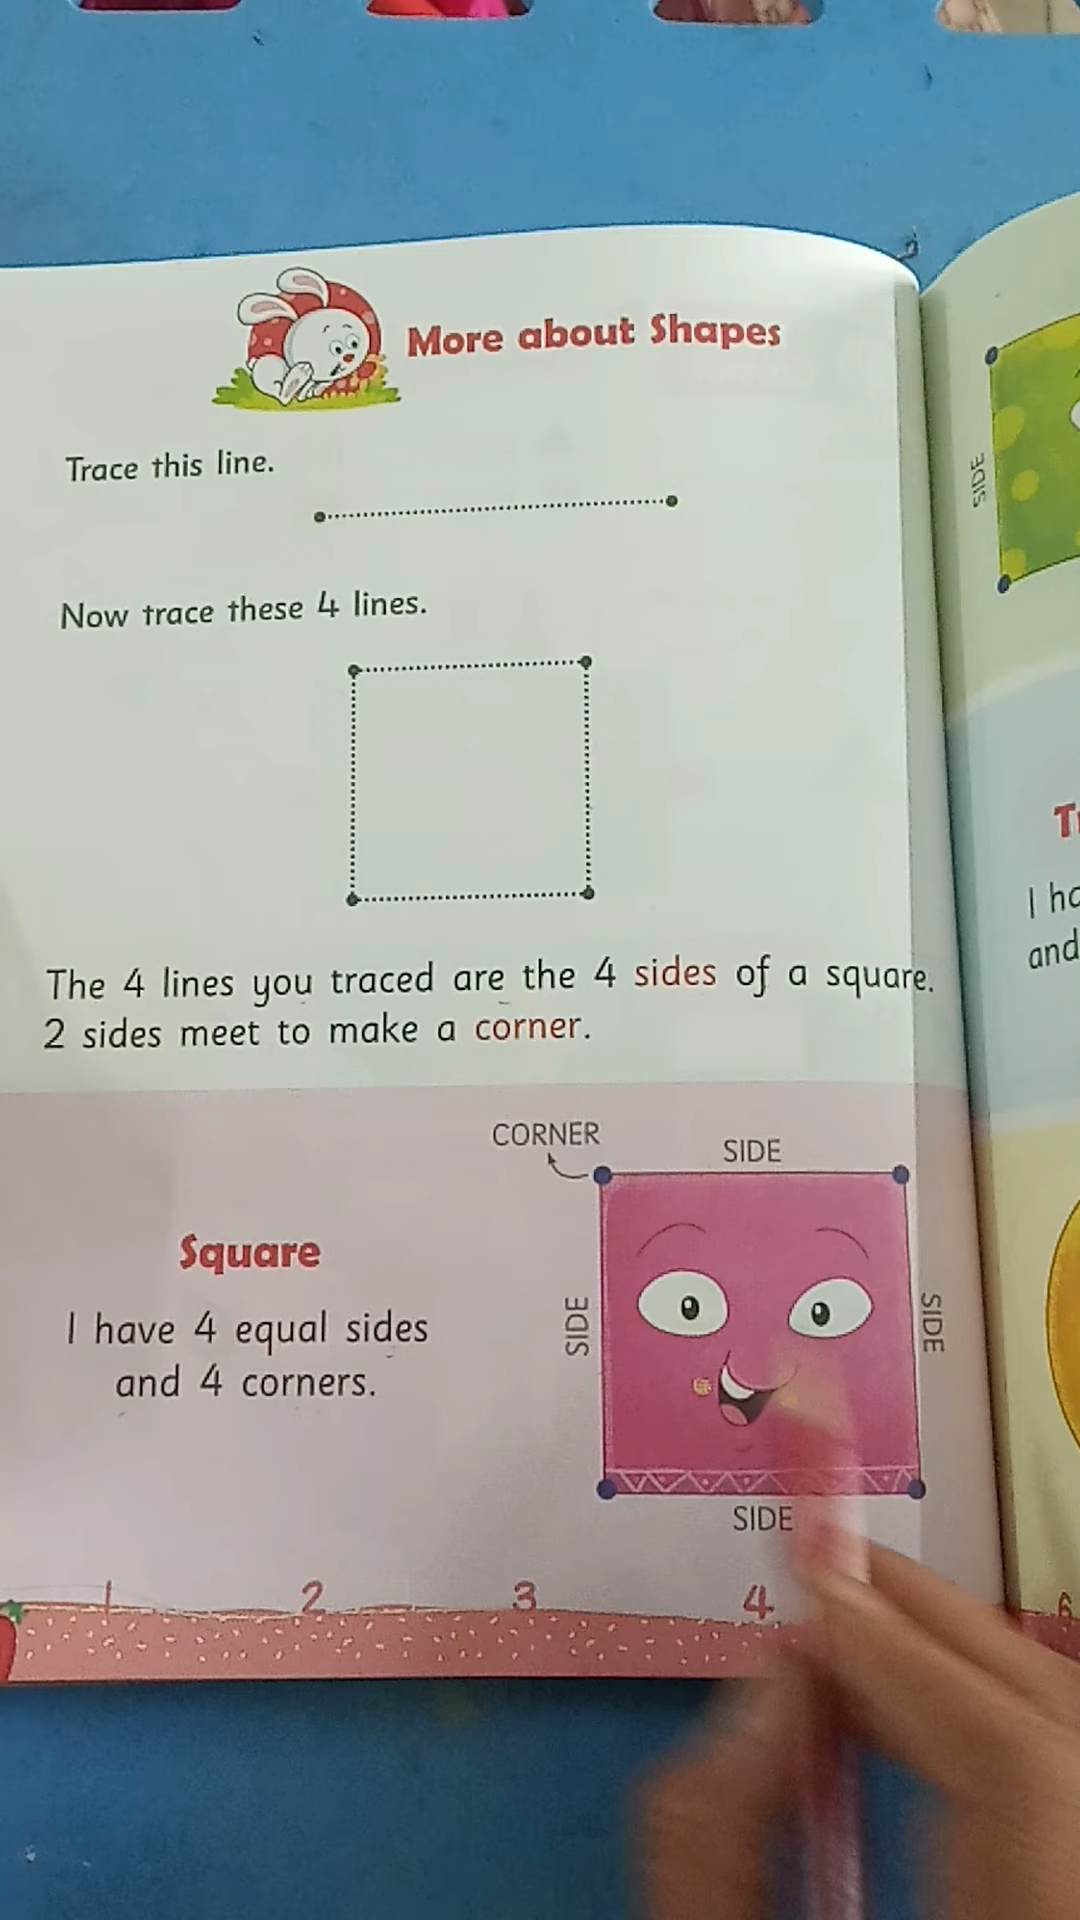 More about Shapes
Trace this line.
Now trace these 4 lines.
The 4 lines you traced are the 4 sides of a square.
2 sides meet to make a corner.
CORNER
SIDE
Square
I have 4 equal sides
and 4 corners.
SIDE
SIDE
SIDE
1 2 3 4
SIDE
I
and
6